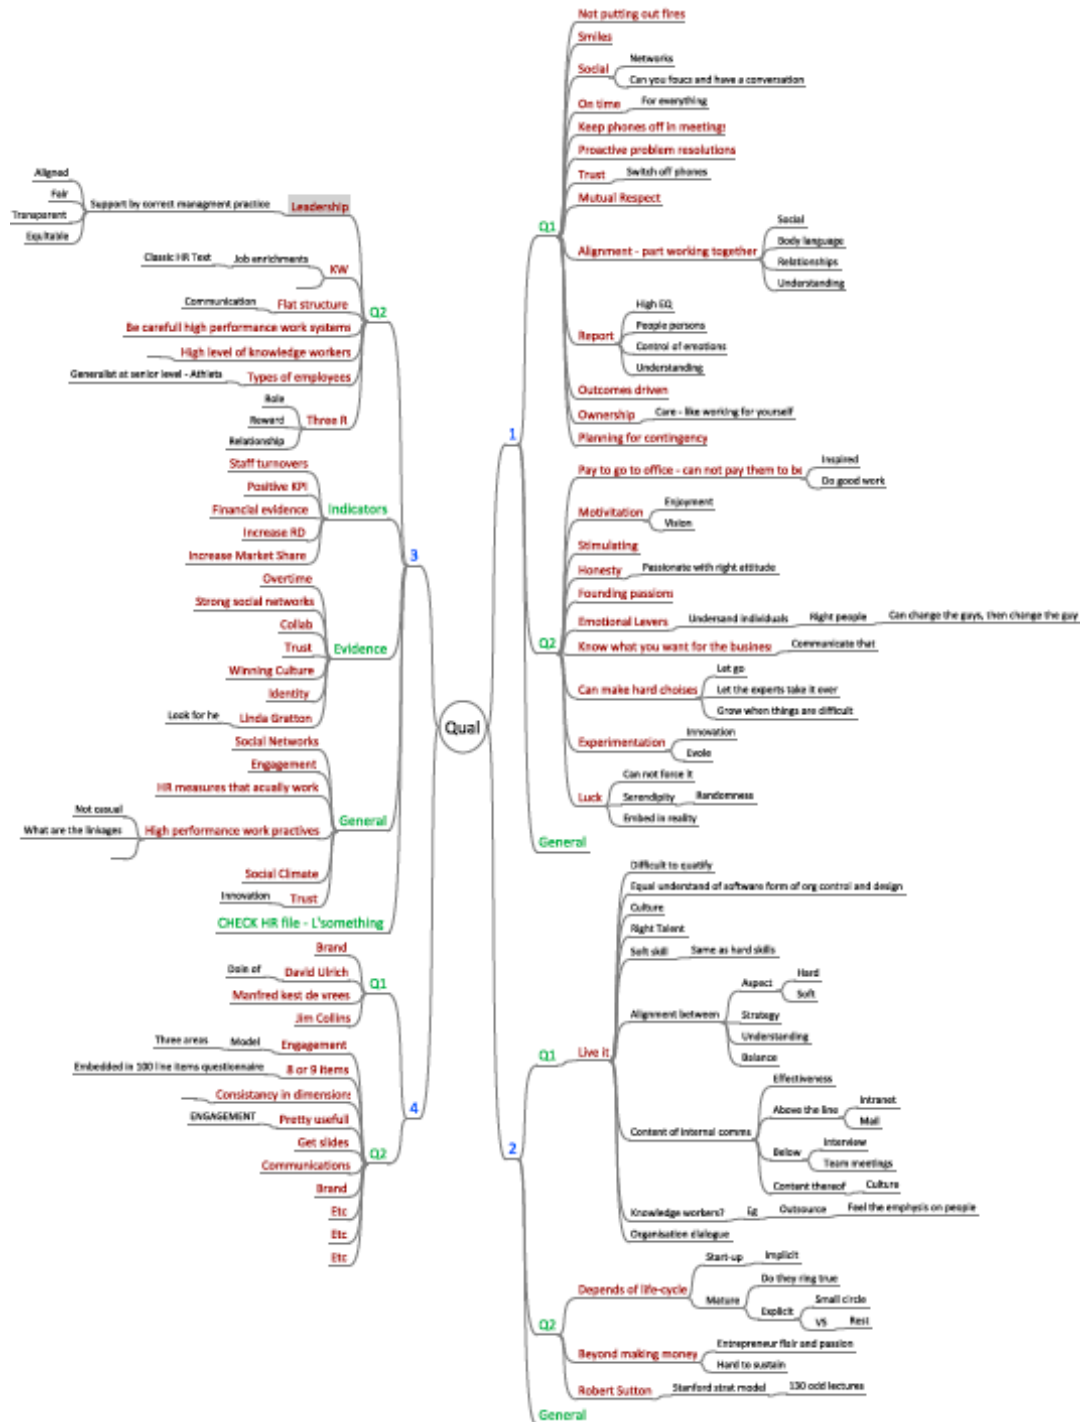 Qual
1
Q1
Not putting out fires
Smiles
Social
Networks
Can you foucs and have a conversation
On time
For everything
Keep phones off in meetings
Proactive problem resolutions
Trust
Switch off phones
Mutual Respect
Alignment - part working together
Social
Body language
Relationships
Understanding
Report
High EQ
People persons
Control of emotions
Understanding
Outcomes driven
Ownership
Care - like working for yourself
Planning for contingency
Q2
Pay to go to office - can not pay them to be
Inspired
Do good work
Motivitation
Enjoyment
Vision
Stimulating
Honesty
Passionate with right attitude
Founding passions
Emotional Levers
Undersand individuals
Right people
Can change the guys, then change the guy
Know what you want for the busines
Communicate that
Can make hard choises
Let go
Let the experts take it over
Grow when things are difficult
Experimentation
Innovation
Evole
Luck
Can not force it
Serendipity
Randomness
Embed in reality
General
2
Q1
Live it
Difficult to quatify
Equal understand of software form of org control and design
Culture
Right Talent
Soft skill
Same as hard skills
Alignment between
Aspect
Hard
Soft
Strategy
Understanding
Balance
Content of internal comms
Effectiveness
Above the line
Intranet
Mail
Below
Interview
Team meetings
Content thereof
Culture
Knowledge workers?
Eg
Outsource
Feel the emphysis on people
Organisation dialogue
Q2
Depends of life-cycle
Start-up
Implicit
Mature
Do they ring true
Explicit
Small circle
VS
Rest
Beyond making money
Entrepreneur flair and passion
Hard to sustain
Robert Sutton
Stanford strat model
130 odd lectures
General
3
Q2
Leadership
Support by correct managment practice
Aligned
Fair
Transparent
Equitable
KW
Job enrichments
Classic HR Text
Flat structure
Communication
Be carefull high performance work systems
High level of knowledge workers
Types of employees
Generalist at senior level - Athlets
Three R
Role
Reward
Relationship
Indicators
Staff turnovers
Positive KPI
Financial evidence
Increase RD
Increase Market Share
Evidence
Overtime
Strong social networks
Collab
Trust
Winning Culture
Identity
Linda Gratton
Look for he
General
Social Networks
Engagement
HR measures that acually work
High performance work practives
Not casual
What are the linkages
Social Climate
Trust
Innovation
CHECK HR file - L'something
4
Q1
Brand
David Ulrich
Doin of
Manfred kest de vrees
Jim Collins
Q2
Engagement
Model
Three areas
8 or 9 items
Embedded in 100 line items questionnaire
Consistancy in dimensions
Pretty usefull
ENGAGEMENT
Get slides
Communications
Brand
Etc
Etc
Etc